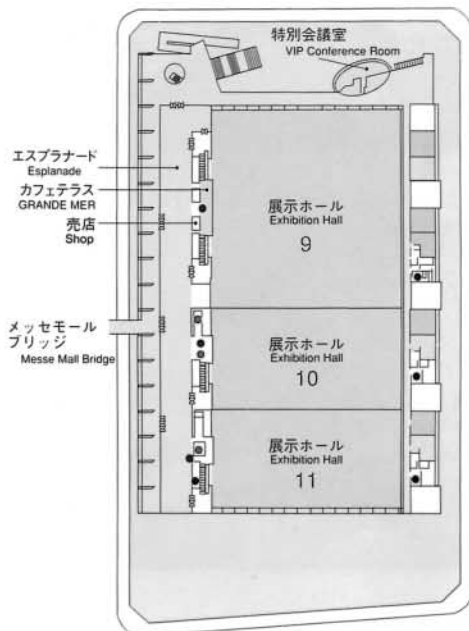 特別会議室
VIP Conference Room
エスプラナード
Esplanade
カフェテラス
GRANDE MER
売店
Shop
展示ホール
Exhibition Hall
9
メッセモール
ブリッジ
Messe Mall Bridge
展示ホール
Exhibition Hall
10
展示ホール
Exhibition Hall
11